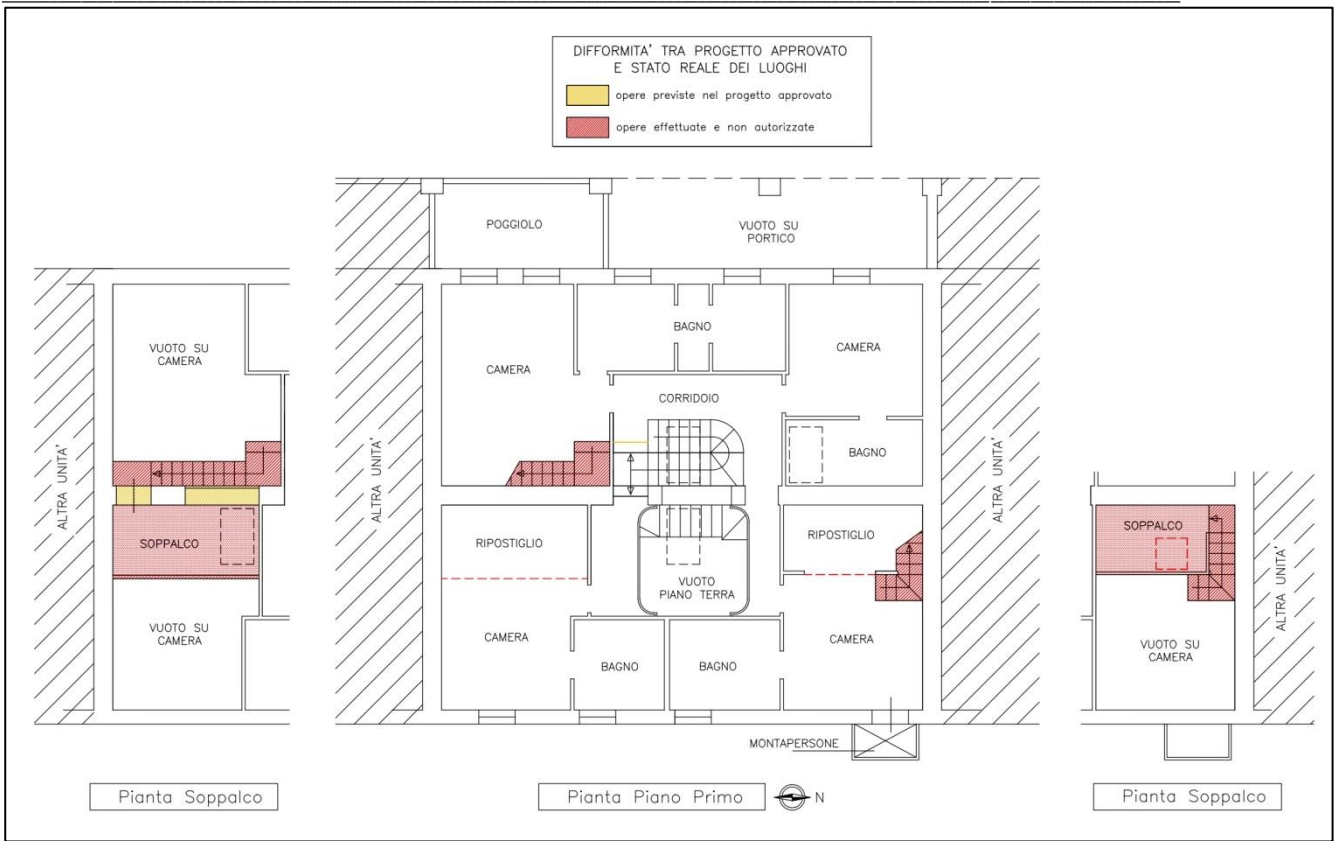 DIFFORMITA' TRA PROGETTO APPROVATO
E STATO REALE DEI LUOGHI
opere previste nel progetto approvato
opere effettuate e non autorizzate
ALTRA UNITA'
VUOTO SU
CAMERA
SOPPALCO
VUOTO SU
CAMERA
Pianta Soppalco
POGGIOLO
VUOTO SU
PORTICO
ALTRA UNITA'
CAMERA
BAGNO
CAMERA
CORRIDOIO
BAGNO
ALTRA UNITA'
RIPOSTIGLIO
RIPOSTIGLIO
VUOTO
PIANO TERRA
CAMERA
BAGNO
BAGNO
CAMERA
MONTAPERSONE
Pianta Piano Primo
N
SOPPALCO
VUOTO SU
CAMERA
ALTRA UNITA'
Pianta Soppalco